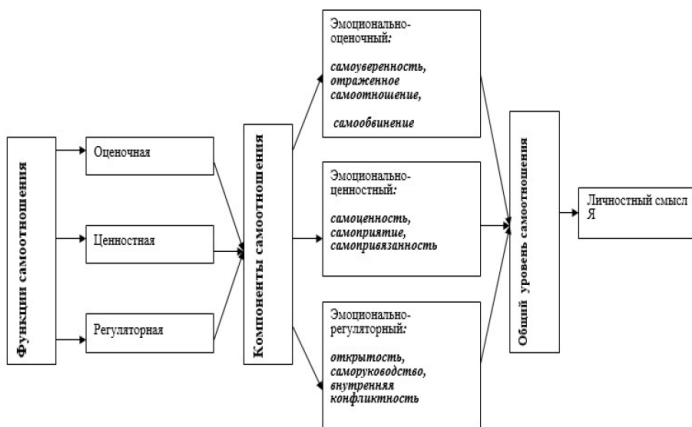 Функции самоотношения
Оценочная
Ценностная
Регуляторная
Компоненты самоотношения
Эмоционально-
оценочный:
самоуверенность,
отраженное
самоотношение,
самообвинение
Эмоционально-
ценностный:
самоценность,
самоприятие,
самопривязанность
Эмоционально-
регуляторный:
открытость,
саморуководство,
внутренняя
конфликтность
Общий уровень самоотношения
Личностный смысл
Я